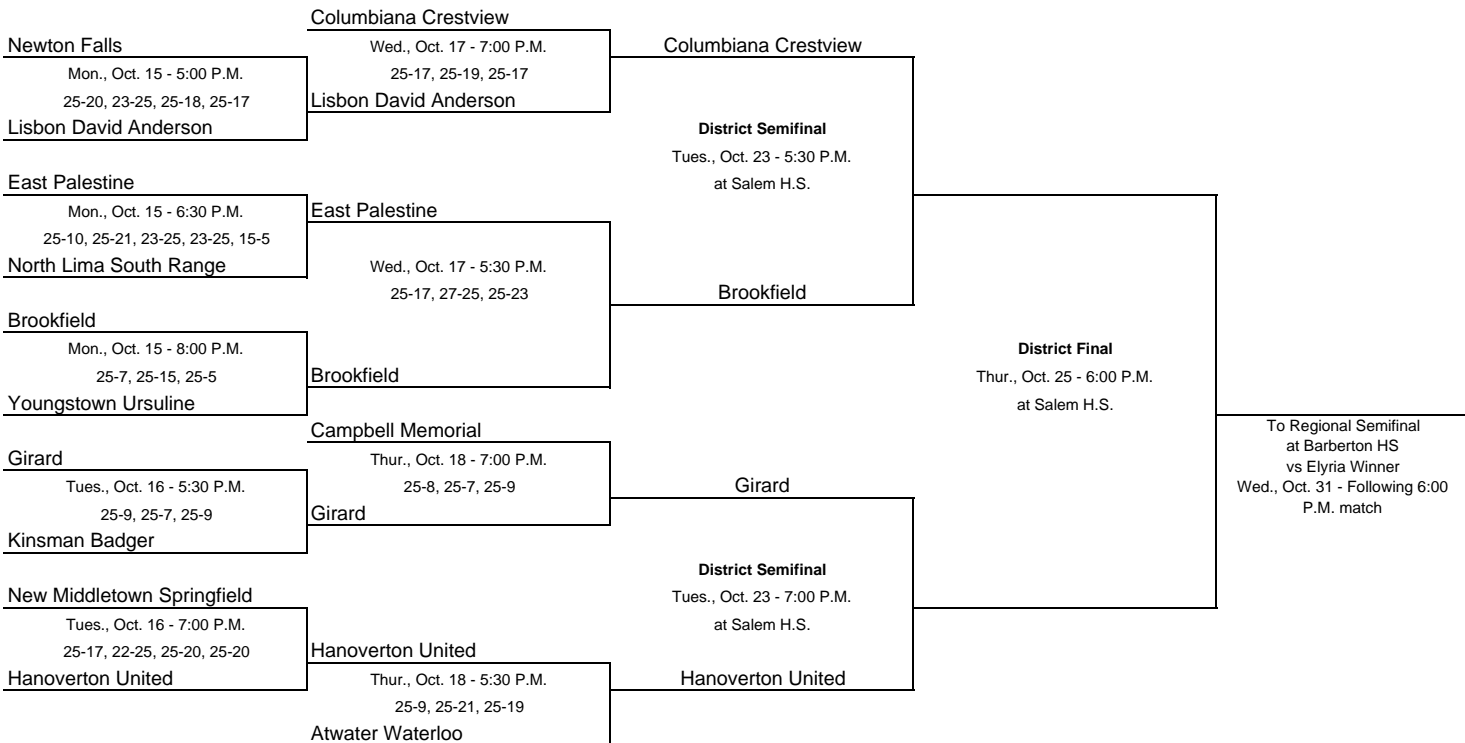 Columbiana Crestview
Newton Falls
Wed., Oct. 17 - 7:00 P.M.
Columbiana Crestview
Mon., Oct. 15 - 5:00 P.M.
25-17, 25-19, 25-17
25-20, 23-25, 25-18, 25-17
Lisbon David Anderson
Lisbon David Anderson
District Semifinal
Tues., Oct. 23 - 5:30 P.M.
East Palestine
at Salem H.S.
Mon., Oct. 15 - 6:30 P.M.
East Palestine
25-10, 25-21, 23-25, 23-25, 15-5
North Lima South Range
Wed., Oct. 17 - 5:30 P.M.
25-17, 27-25, 25-23
Brookfield
Brookfield
Mon., Oct. 15 - 8:00 P.M.
District Final
25-7, 25-15, 25-5
Brookfield
Thur., Oct. 25 - 6:00 P.M.
Youngstown Ursuline
at Salem H.S.
Campbell Memorial
To Regional Semifinal
at Barberton HS
vs Elyria Winner
Wed., Oct. 31 - Following 6:00
P.M. match
Girard
Thur., Oct. 18 - 7:00 P.M.
Tues., Oct. 16 - 5:30 P.M.
25-8, 25-7, 25-9
Girard
25-9, 25-7, 25-9
Girard
Kinsman Badger
District Semifinal
New Middletown Springfield
Tues., Oct. 23 - 7:00 P.M.
Tues., Oct. 16 - 7:00 P.M.
at Salem H.S.
25-17, 22-25, 25-20, 25-20
Hanoverton United
Hanoverton United
Thur., Oct. 18 - 5:30 P.M.
Hanoverton United
25-9, 25-21, 25-19
Atwater Waterloo